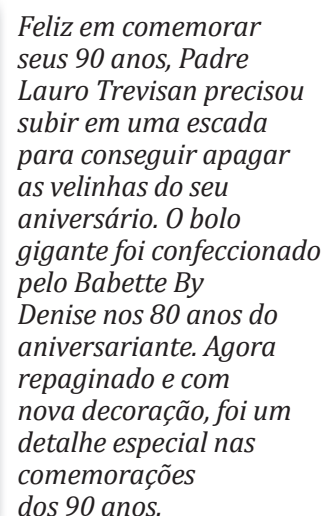 Feliz em comemorar
seus 90 anos, Padre
Lauro Trevisan precisou
subir em uma escada
para conseguir apagar
as velinhas do seu
aniversário. O bolo
gigante foi confeccionado
pelo Babette By
Denise nos 80 anos do
aniversariante. Agora
repaginado e com
nova decoração, foi um
detalhe especial nas
comemorações
dos 90 anos.